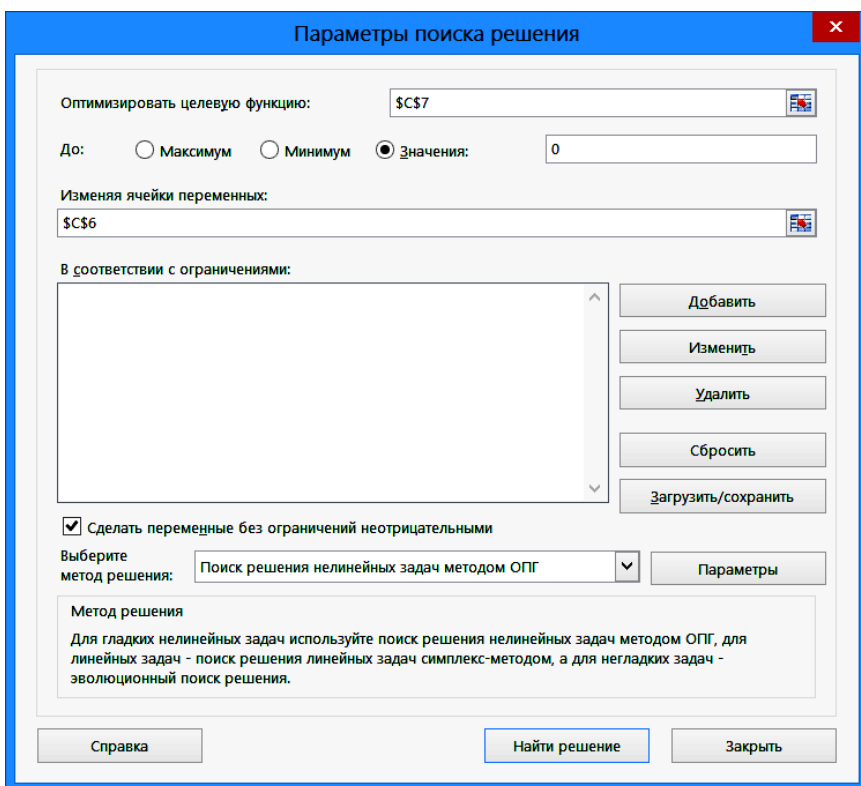 Параметры поиска решения
Оптимизировать целевую функцию: $C$7
До: Максимум Минимум Значения: 0
Изменяя ячейки переменных:
$C$6
В соответствии с ограничениями:
Добавить
Изменить
Удалить
Сбросить
Загрузить/сохранить
Сделать переменные без ограничений неотрицательными
Выберите
метод решения:
Поиск решения нелинейных задач методом ОПГ
Параметры
Метод решения
Для гладких нелинейных задач используйте поиск решения нелинейных задач методом ОПГ, для
линейных задач - поиск решения линейных задач симплекс-методом, а для негладких задач -
эволюционный поиск решения.
Справка Найти решение Закрыть